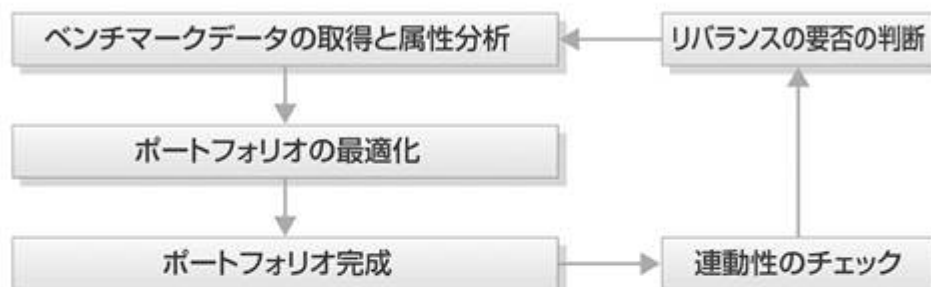 ベンチマークデータの取得と属性分析
リバランスの要否の判断
ポートフォリオの最適化
ポートフォリオ完成
連動性のチェック